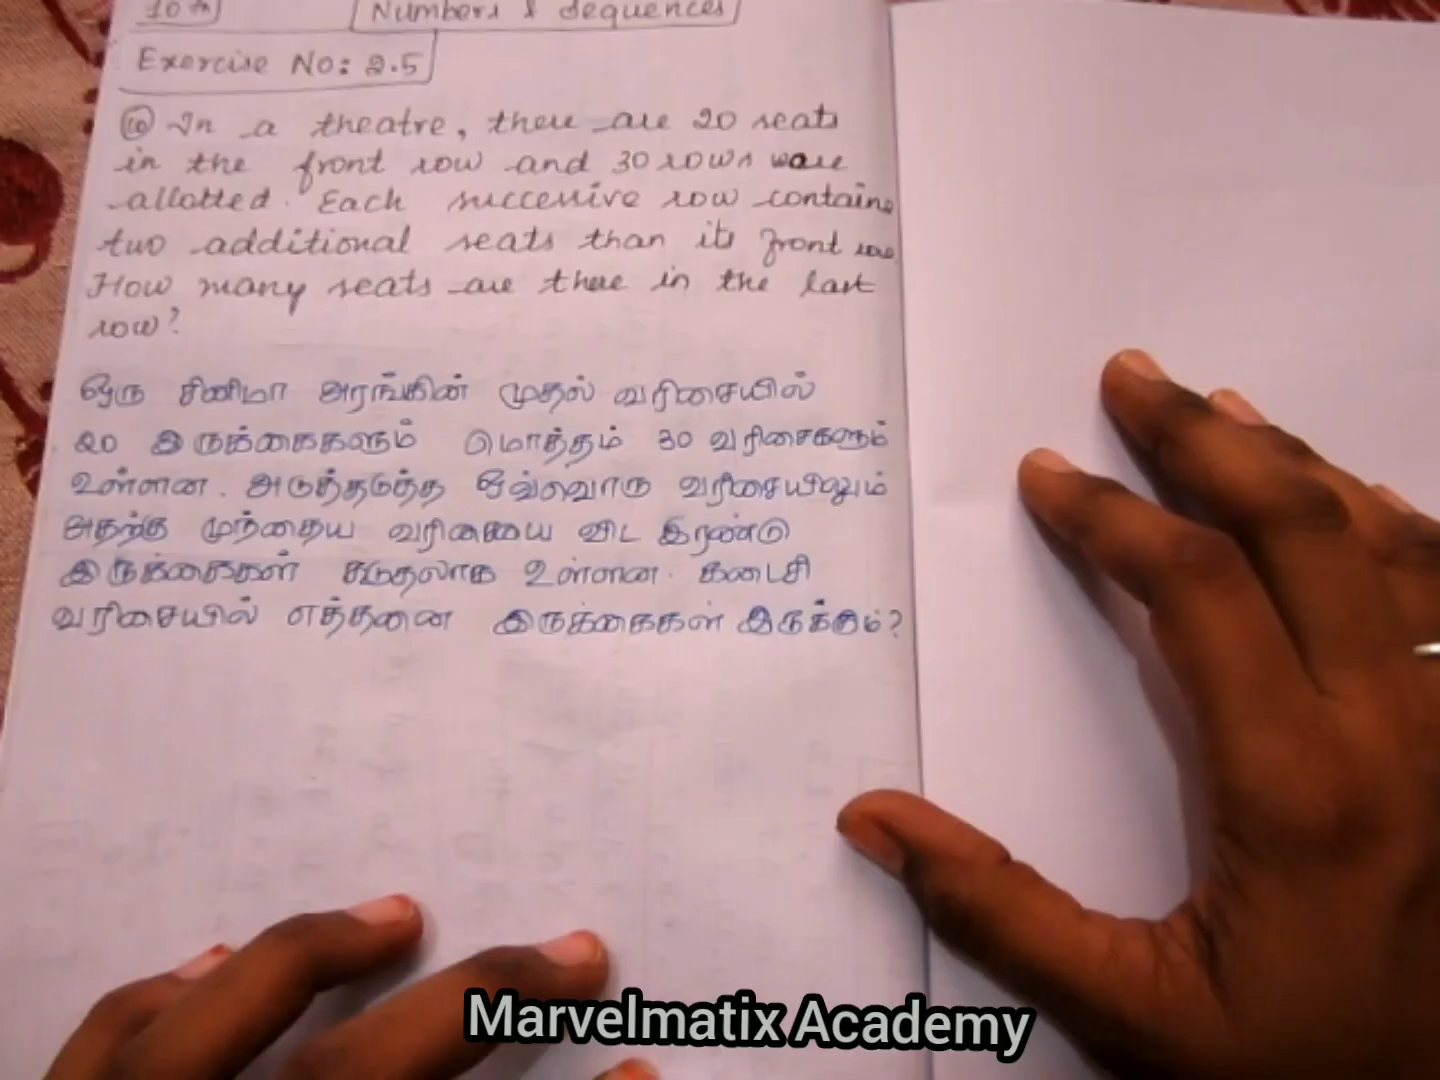 10th
Numbers & Sequences
Exercise No: 2.5
⑩ In a theatre, there are 20 seats
in the front row and 30 rows were
allotted. Each successive row contains
two additional seats than its front row
How many seats are there in the last
row?
ஒரு சினிமா அரங்கின் முதல் வரிசையில்
20 இருக்கைகளும் மொத்தம் 30 வரிசைகளும்
உள்ளன. அடுத்தடுத்த ஒவ்வொரு வரிசையிலும்
அதற்கு முந்தைய வரிசையை விட இரண்டு
இருக்கைகள் கூடுதலாக உள்ளன. கடைசி
வரிசையில் எத்தனை இருக்கைகள் இருக்கும்?
Marvelmatix Academy